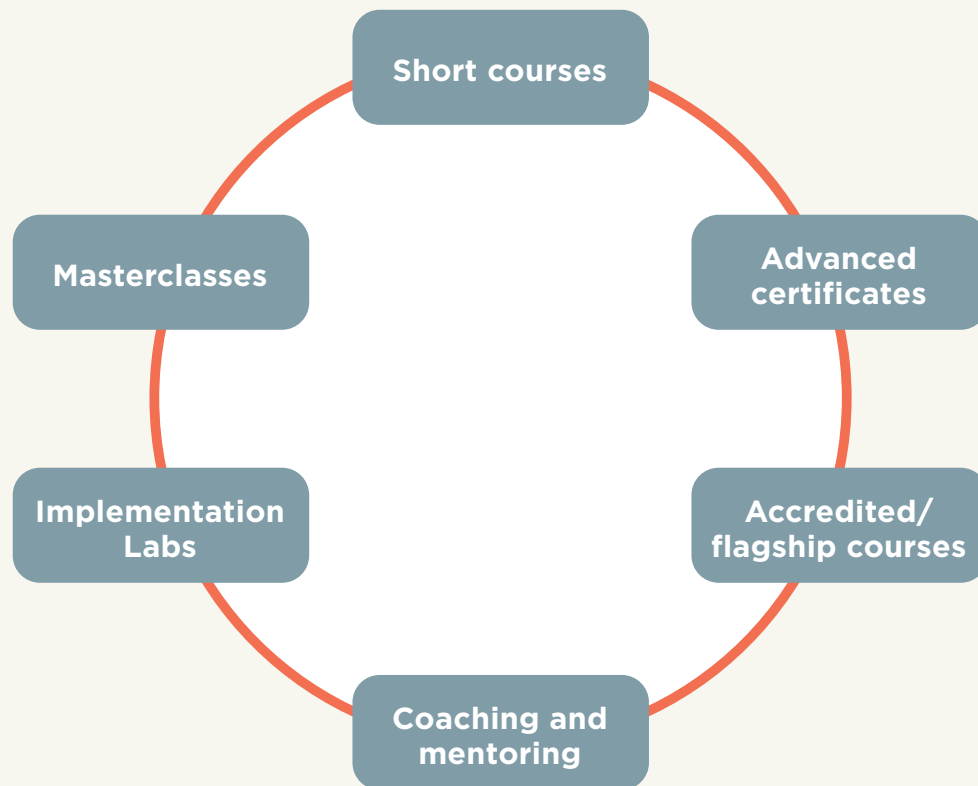 Short courses
Masterclasses
Advanced
certificates
Implementation
Labs
Accredited/
flagship courses
Coaching and
mentoring